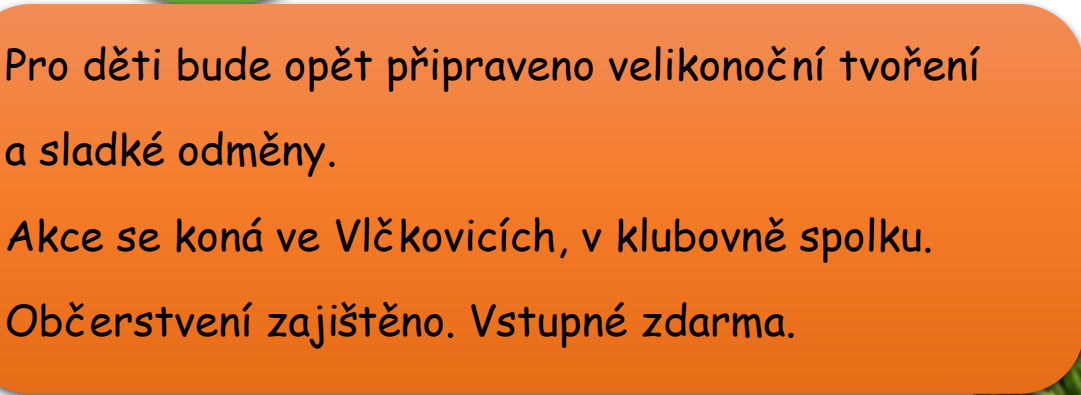 Pro děti bude opět připraveno velikonoční tvoření
a sladké odměny.
Akce se koná ve Vlčkovicích, v klubovně spolku.
Občerstvení zajištěno. Vstupné zdarma.